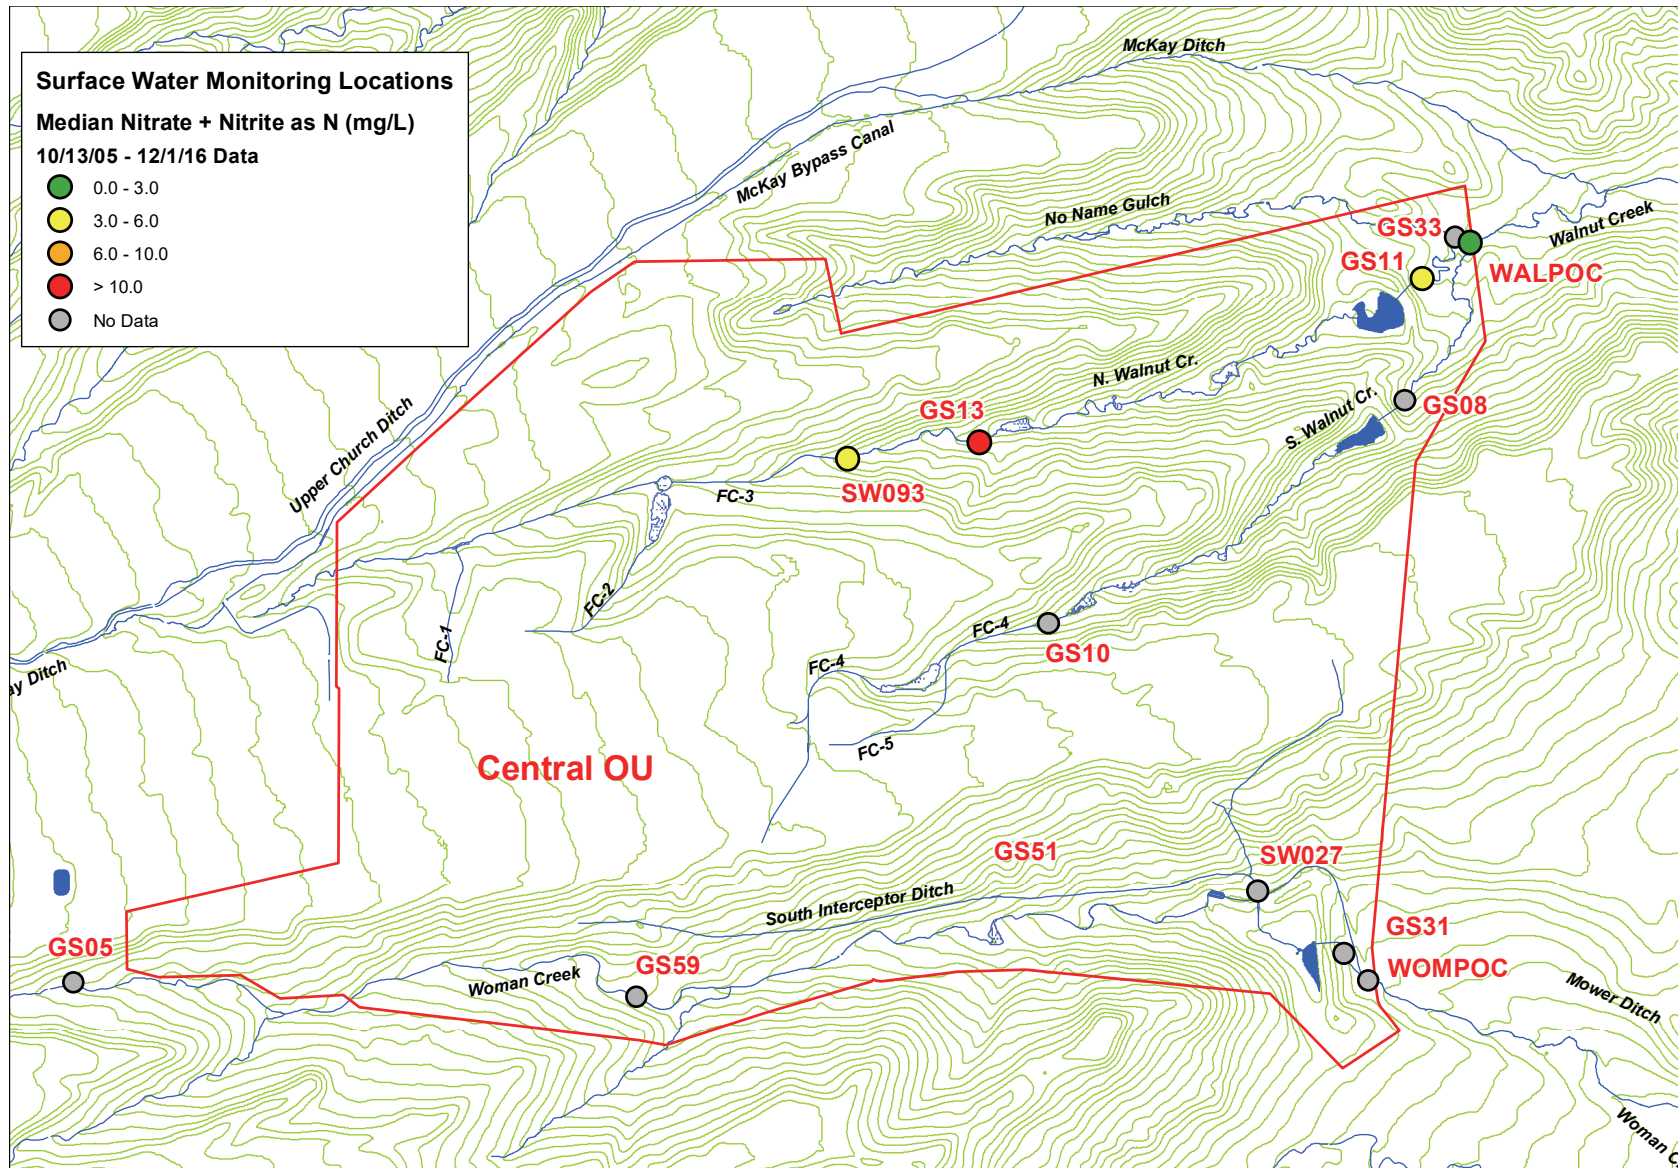 Surface Water Monitoring Locations
Median Nitrate + Nitrite as N (mg/L)
10/13/05 - 12/1/16 Data
0.0 - 3.0
3.0 - 6.0
6.0 - 10.0
> 10.0
No Data
McKay Ditch
McKay Bypass Canal
No Name Gulch
Walnut Creek
GS33
GS11
WALPOC
N. Walnut Cr.
GS13
GS08
S. Walnut Cr.
Upper Church Ditch
SW093
FC-3
FC-2
FC-1
FC-4
GS10
FC-4
ay Ditch
FC-5
Central OU
GS51
SW027
South Interceptor Ditch
GS05
GS59
Woman Creek
GS31
WOMPOC
Mower Ditch
Woman C